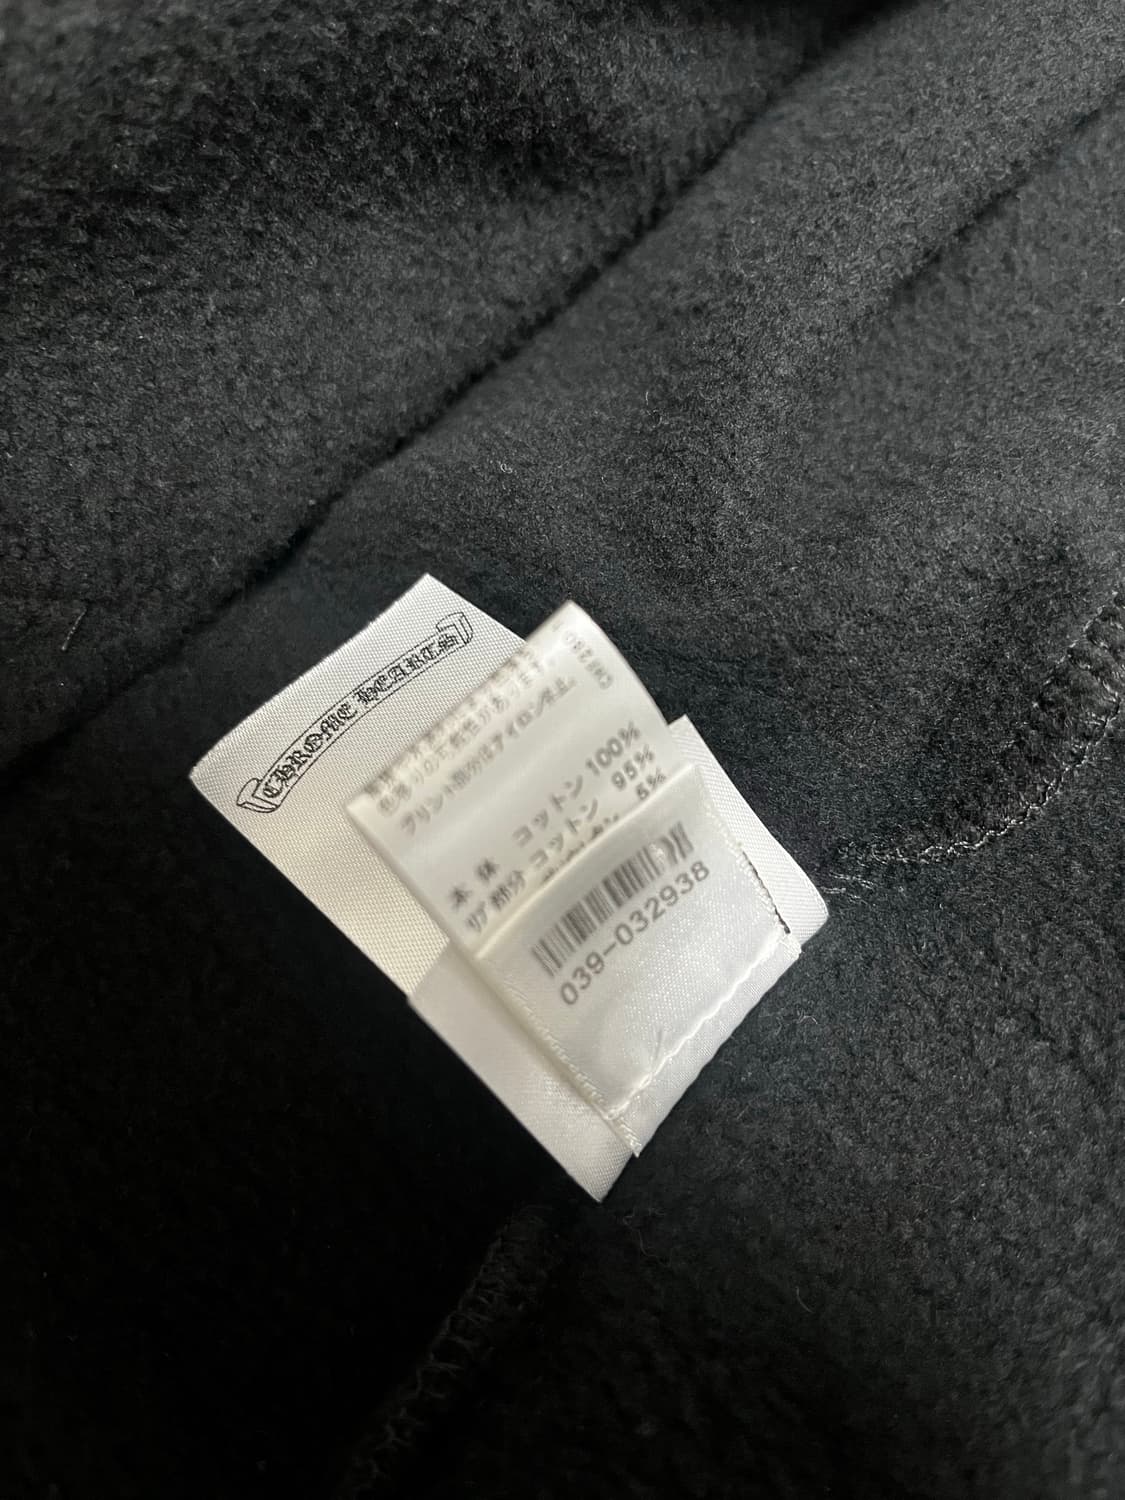 CHROME HEARTS
プリント部分はアイロン禁止
本 体 コットン 100%
リブ部分 コットン 95%
5%
039-032938